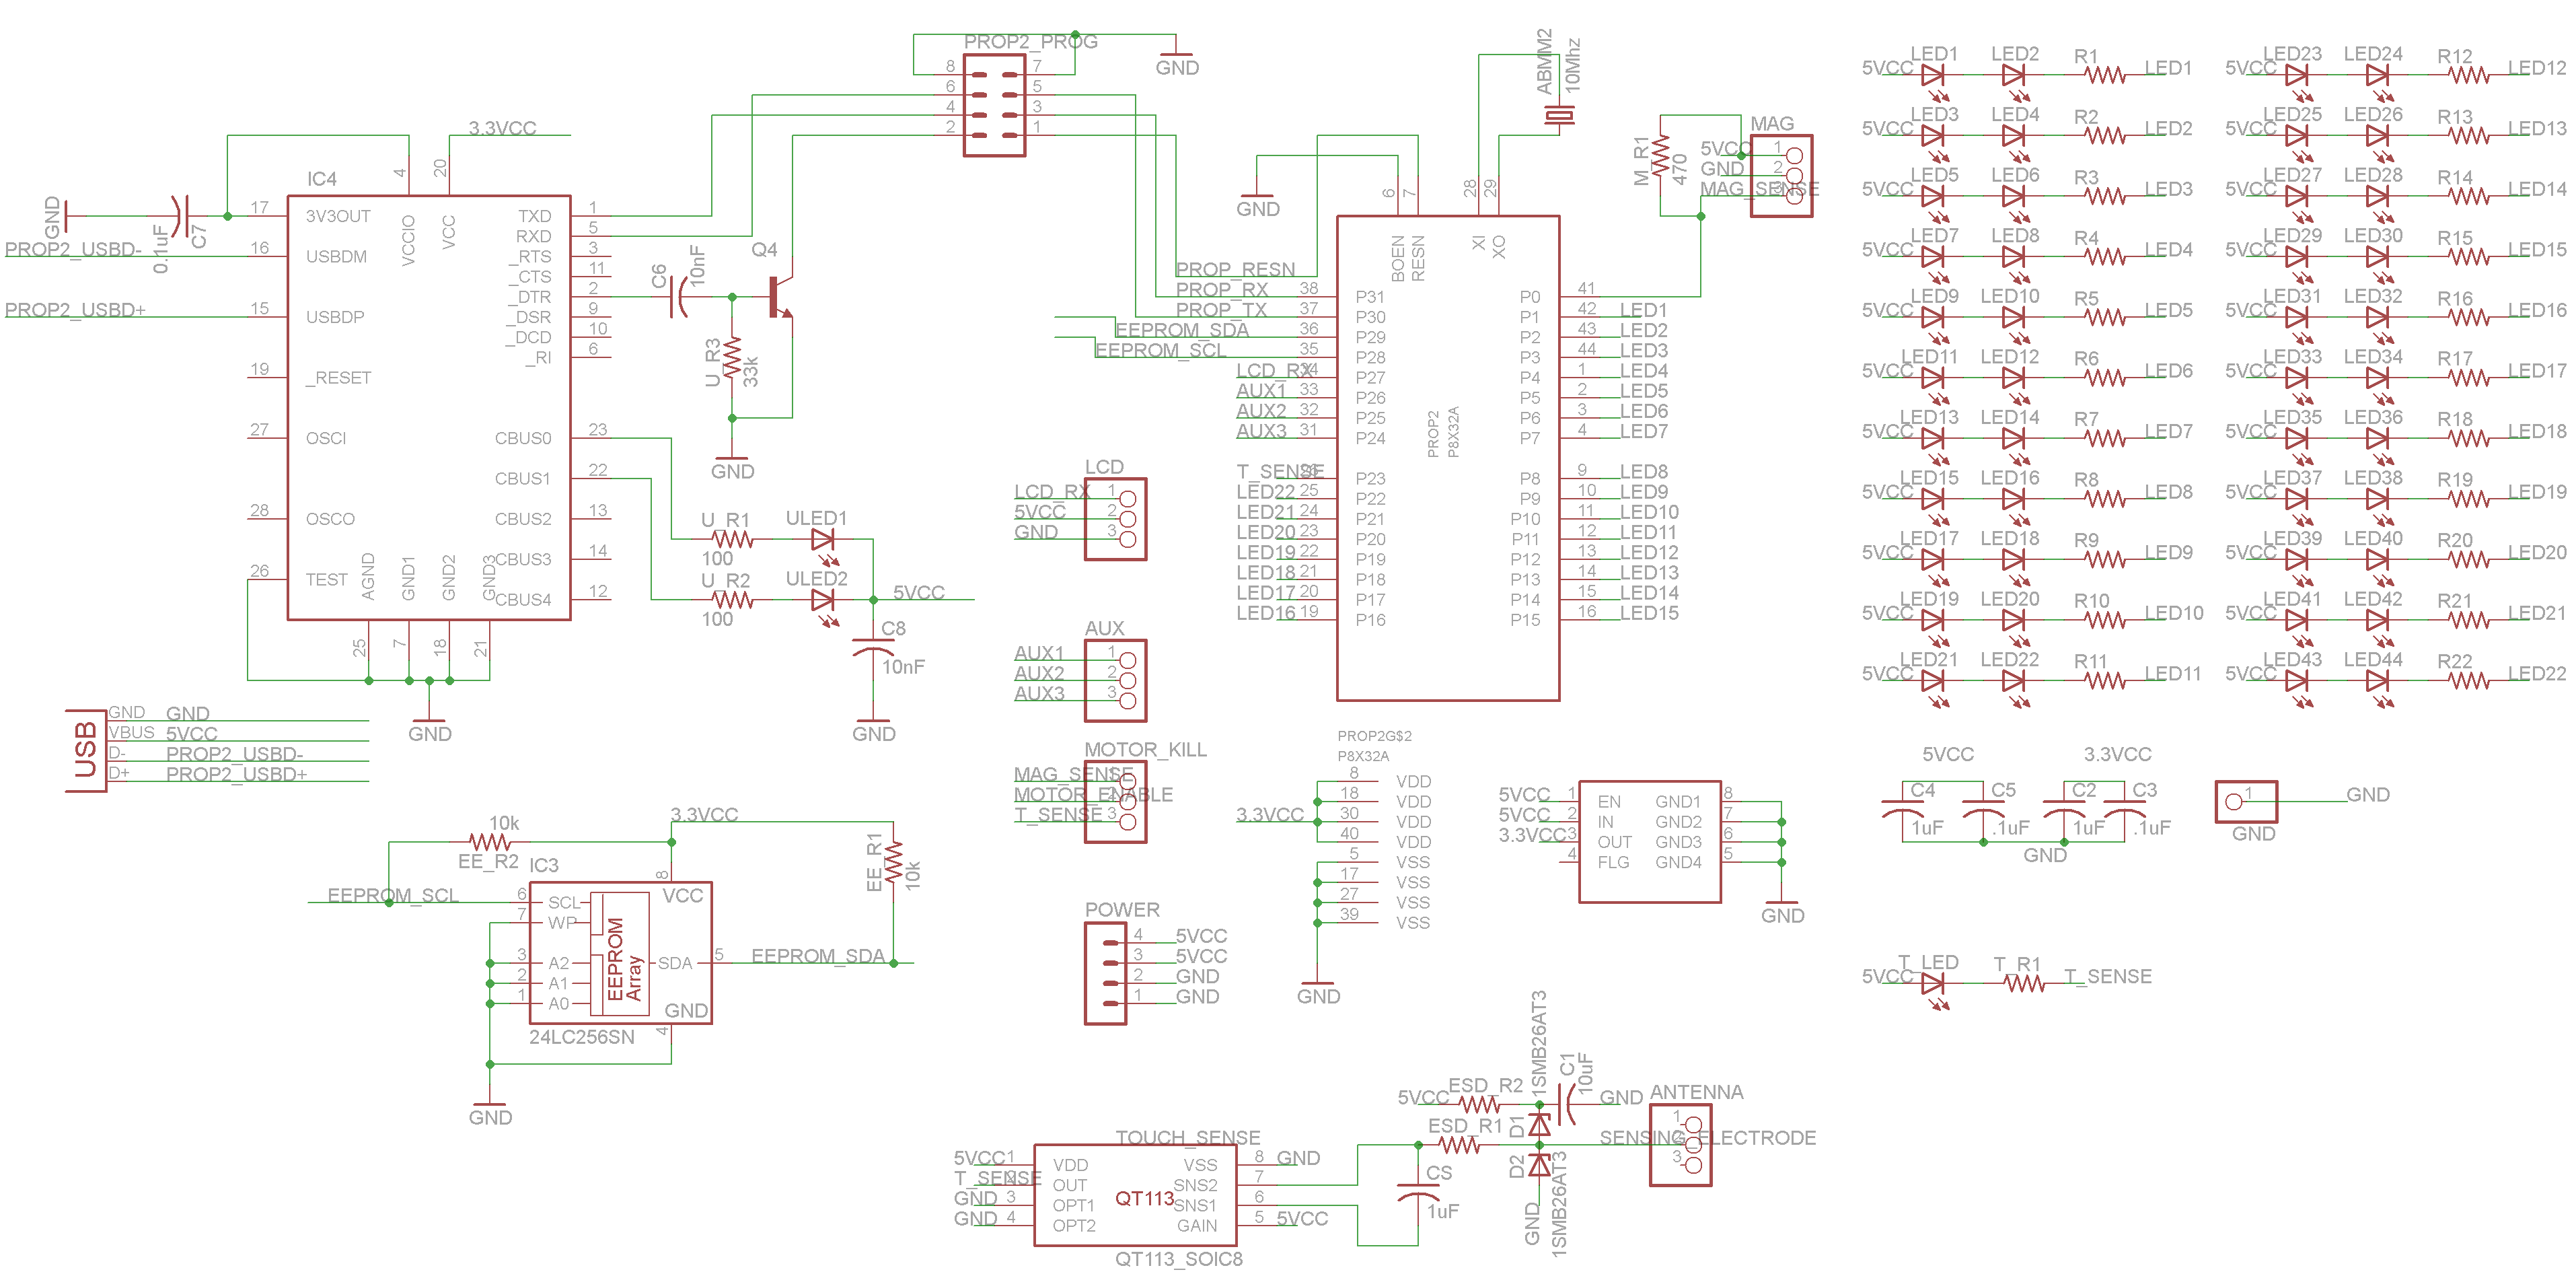 PROP2_PROG
8 7
6 5
4 3
2 1
GND
ABMM2
10Mhz
3.3VCC
IC4
4
20
GND
0.1uF
C7
17 3V3OUT
VCCIO
VCC
PROP2_USBD-
16 USBDM
PROP2_USBD+
15 USBDP
19 _RESET
27 OSCI
28 OSCO
26 TEST
AGND
GND1
GND2
GND3
25
7
18
21
GND
TXD 1
RXD 5
_RTS 3
_CTS 11
_DTR 2
_DSR 9
_DCD 10
_RI 6
CBUS0 23
CBUS1 22
CBUS2 13
CBUS3 14
CBUS4 12
C6
10nF
Q4
U_R3
33k
GND
U_R1
100
ULED1
U_R2
100
ULED2
5VCC
C8
10nF
GND
USB
GND GND
VBUS 5VCC
D- PROP2_USBD-
D+ PROP2_USBD+
10k
EE_R2
3.3VCC
EE_R1
10k
IC3
EEPROM_SCL
6 SCL
7 WP
3 A2
2 A1
1 A0
EEPROM
Array
8
VCC
SDA 5
EEPROM_SDA
GND
4
24LC256SN
GND
LCD
LCD_RX 1
5VCC 2
GND 3
AUX
AUX1 1
AUX2 2
AUX3 3
MOTOR_KILL
MAG_SENSE 1
MOTOR_ENABLE
T_SENSE 3
POWER
4 5VCC
3 5VCC
2 GND
1 GND
GND
6
7
28
29
BOEN
RESN
XI
XO
PROP_RESN
PROP_RX 38 P31
PROP_TX 37 P30
EEPROM_SDA 36 P29
EEPROM_SCL 35 P28
LCD_RX 34 P27
AUX1 33 P26
AUX2 32 P25
AUX3 31 P24
T_SENSE 26 P23
LED22 25 P22
LED21 24 P21
LED20 23 P20
LED19 22 P19
LED18 21 P18
LED17 20 P17
LED16 19 P16
PROP2
P8X32A
P0 41
P1 42 LED1
P2 43 LED2
P3 44 LED3
P4 1 LED4
P5 2 LED5
P6 3 LED6
P7 4 LED7
P8 9 LED8
P9 10 LED9
P10 11 LED10
P11 12 LED11
P12 13 LED12
P13 14 LED13
P14 15 LED14
P15 16 LED15
M_R1
470
MAG
5VCC 1
GND 2
MAG_SENSE
PROP2G$2
P8X32A
3.3VCC
8 VDD
18 VDD
30 VDD
40 VDD
5 VSS
17 VSS
27 VSS
39 VSS
GND
5VCC 1 EN GND1 8
5VCC 2 IN GND2 7
3.3VCC 3 OUT GND3 6
4 FLG GND4 5
GND
TOUCH_SENSE
5VCC 1 VDD VSS 8 GND
T_SENSE 2 OUT SNS2 7
GND 3 OPT1 SNS1 6
GND 4 OPT2 GAIN 5 5VCC
QT113
QT113_SOIC8
CS
1uF
5VCC
ESD_R2
ESD_R1
1SMB26AT3
D1
C1
10uF
GND
D2
GND
1SMB26AT3
ANTENNA
1
SENSING_ELECTRODE
3
5VCC LED1 LED2 R1 LED1
5VCC LED3 LED4 R2 LED2
5VCC LED5 LED6 R3 LED3
5VCC LED7 LED8 R4 LED4
5VCC LED9 LED10 R5 LED5
5VCC LED11 LED12 R6 LED6
5VCC LED13 LED14 R7 LED7
5VCC LED15 LED16 R8 LED8
5VCC LED17 LED18 R9 LED9
5VCC LED19 LED20 R10 LED10
5VCC LED21 LED22 R11 LED11
5VCC LED23 LED24 R12 LED12
5VCC LED25 LED26 R13 LED13
5VCC LED27 LED28 R14 LED14
5VCC LED29 LED30 R15 LED15
5VCC LED31 LED32 R16 LED16
5VCC LED33 LED34 R17 LED17
5VCC LED35 LED36 R18 LED18
5VCC LED37 LED38 R19 LED19
5VCC LED39 LED40 R20 LED20
5VCC LED41 LED42 R21 LED21
5VCC LED43 LED44 R22 LED22
5VCC 3.3VCC
C4 C5 C2 C3
1uF .1uF 1uF .1uF
GND
1 GND
GND
5VCC T_LED T_R1 T_SENSE